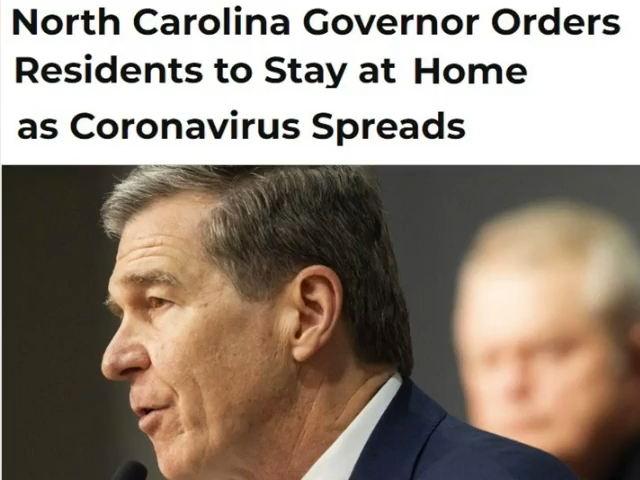 North Carolina Governor Orders
Residents to Stay at Home
as Coronavirus Spreads